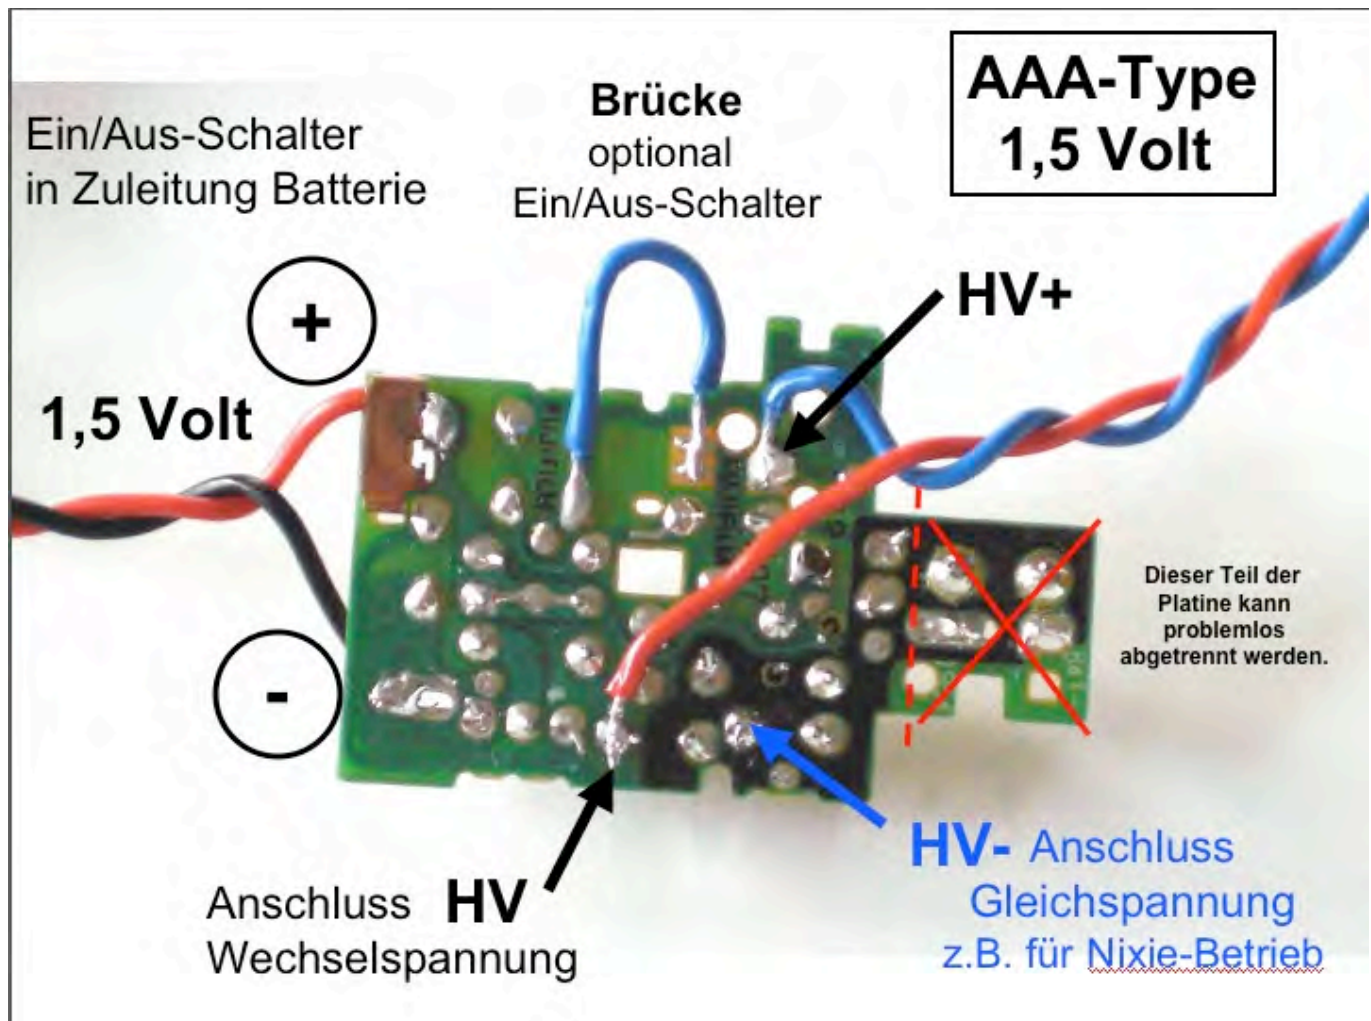 AAA-Type
1,5 Volt
Ein/Aus-Schalter
in Zuleitung Batterie
Brücke
optional
Ein/Aus-Schalter
HV+
+
1,5 Volt
-
Dieser Teil der
Platine kann
problemlos
abgetrennt werden.
HV- Anschluss
Gleichspannung
z.B. für Nixie-Betrieb
Anschluss HV
Wechselspannung